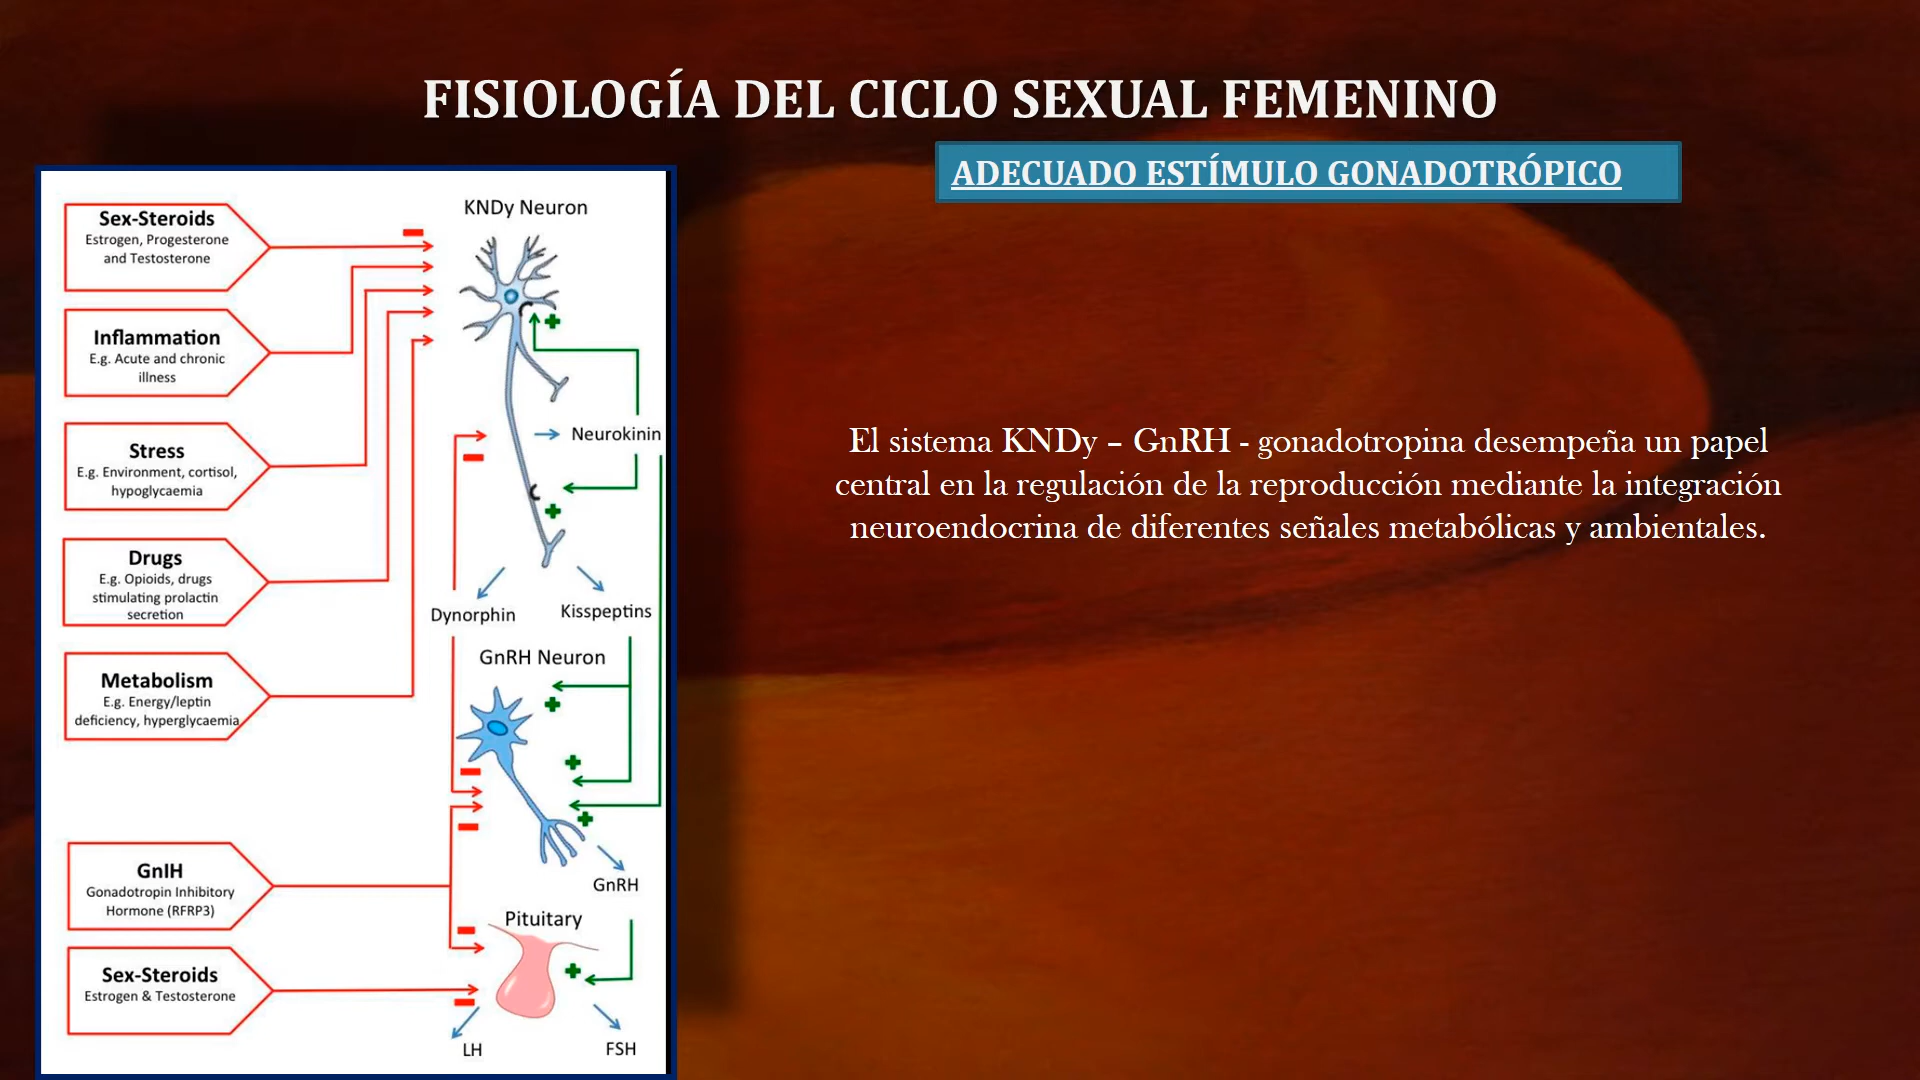 FISIOLOGÍA DEL CICLO SEXUAL FEMENINO
ADECUADO ESTÍMULO GONADOTRÓPICO
KNDy Neuron
Sex-Steroids
Estrogen, Progesterone
and Testosterone
Inflammation
E.g. Acute and chronic
illness
Stress
E.g. Environment, cortisol,
hypoglycaemia
Neurokinin
Drugs
E.g. Opioids, drugs
stimulating prolactin
secretion
Dynorphin
Kisspeptins
GnRH Neuron
Metabolism
E.g. Energy/leptin
deficiency, hyperglycaemia
GnIH
Gonadotropin Inhibitory
Hormone (RFRP3)
GnRH
Pituitary
Sex-Steroids
Estrogen & Testosterone
LH
FSH
El sistema KNDy – GnRH - gonadotropina desempeña un papel
central en la regulación de la reproducción mediante la integración
neuroendocrina de diferentes señales metabólicas y ambientales.